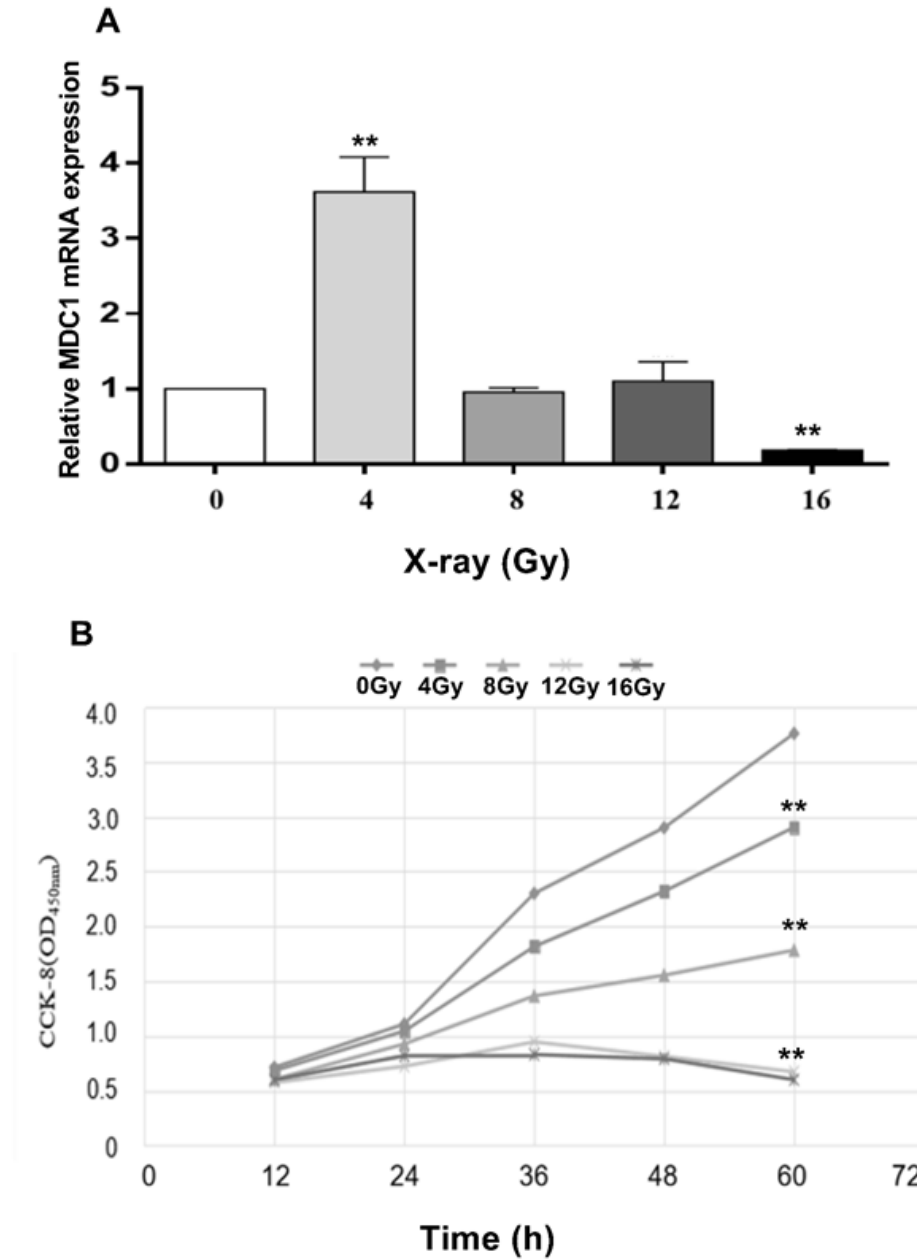 A
Relative MDC1 mRNA expression
5
4
3
2
1
0
**
**
0 4 8 12 16
X-ray (Gy)
B
0Gy 4Gy 8Gy 12Gy 16Gy
CCK-8(OD450nm)
4.0
3.5
3.0
2.5
2.0
1.5
1.0
0.5
0
**
**
**
0 12 24 36 48 60 72
Time (h)